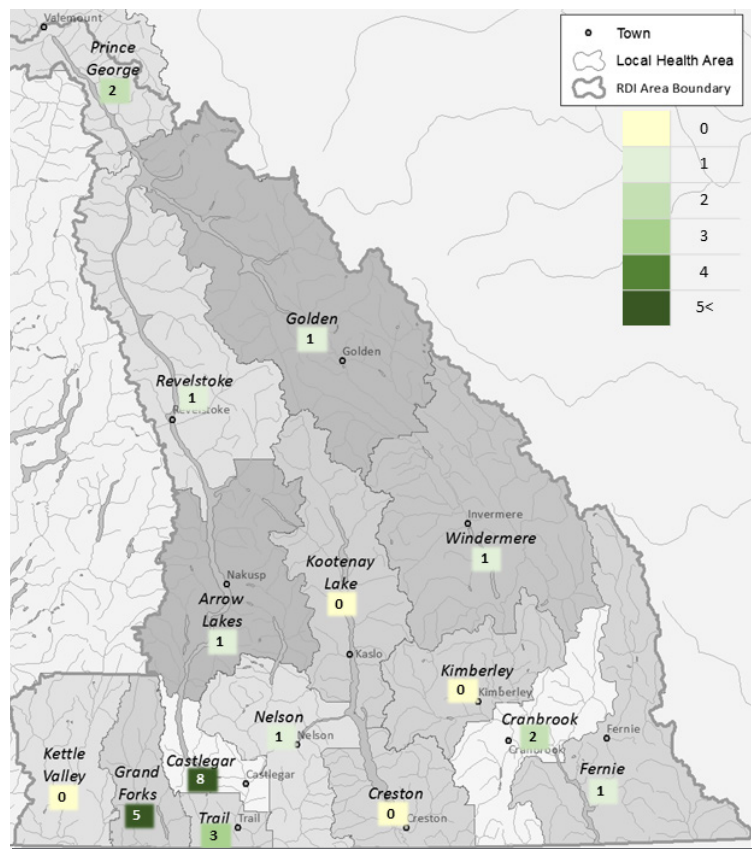 Valemount
Prince
George
2
Town
Local Health Area
RDI Area Boundary
0
1
2
3
4
5<
Golden
1
Golden
Revelstoke
1
Revelstoke
Invermere
Windermere
1
Kootenay
Lake
0
Nakusp
Arrow
Lakes
1
Kaslo
Kimberley
0
Kimberley
Nelson
1
Nelson
Cranbrook
2
Cranbrook
Fernie
Fernie
1
Kettle
Valley
0
Grand
Forks
5
Castlegar
8
Castlegar
Trail
3
Trail
Creston
0
Creston